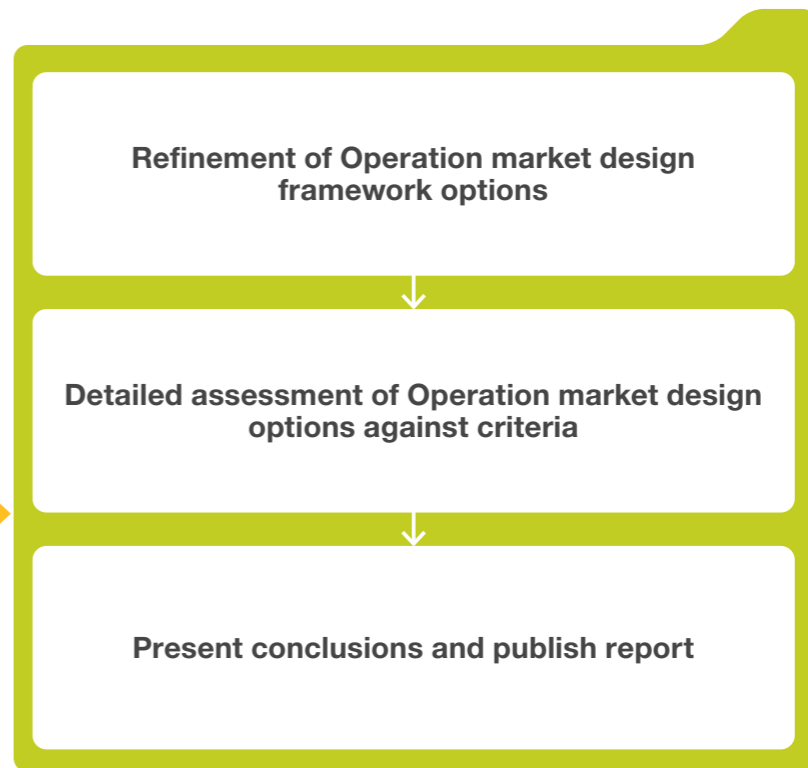 Refinement of Operation market design
framework options
Detailed assessment of Operation market design
options against criteria
Present conclusions and publish report